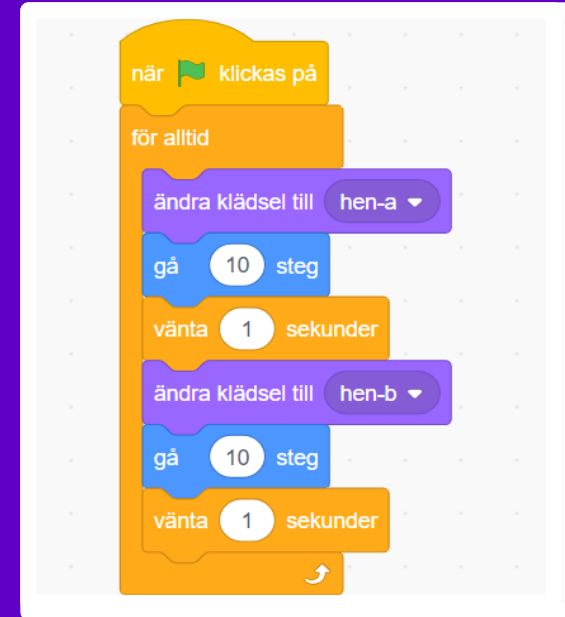 när klickas på
för alltid
ändra klädsel till hen-a
gå 10 steg
vänta 1 sekunder
ändra klädsel till hen-b
gå 10 steg
vänta 1 sekunder